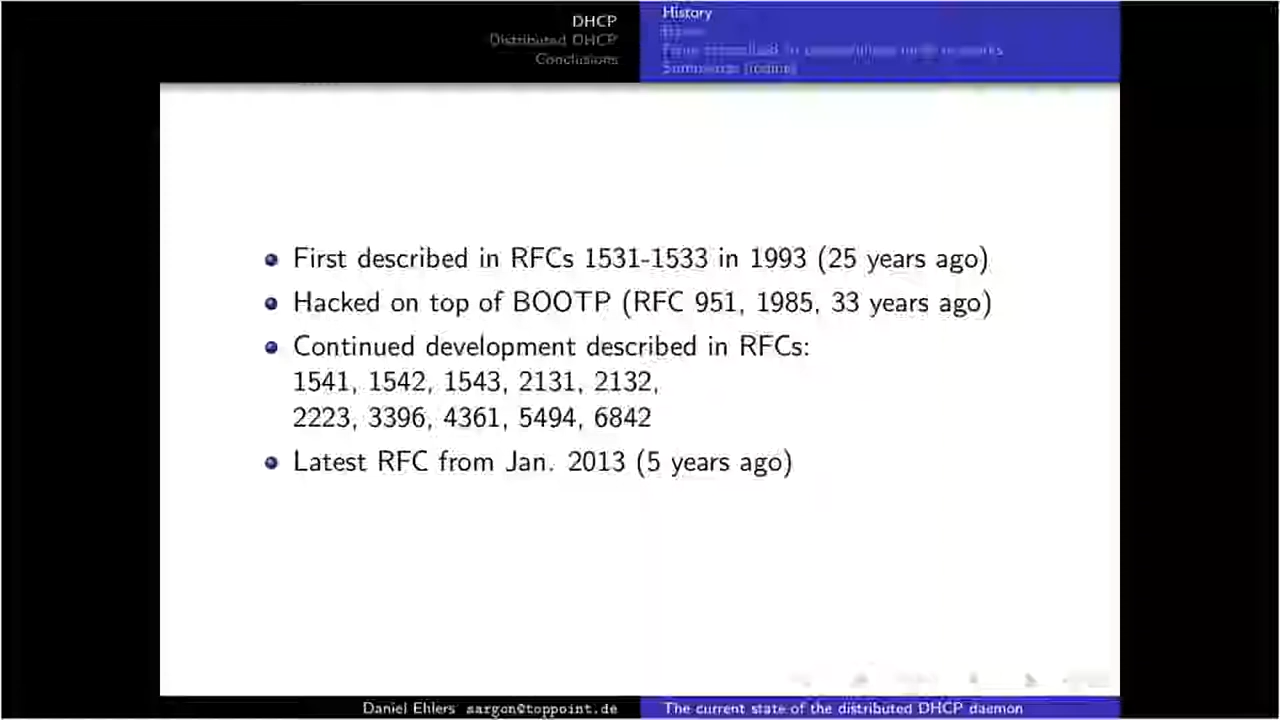 DHCP
Distributed DHCP
Conclusions
History
First described in RFCs 1531-1533 in 1993 (25 years ago)
Hacked on top of BOOTP (RFC 951, 1985, 33 years ago)
Continued development described in RFCs:
1541, 1542, 1543, 2131, 2132,
2223, 3396, 4361, 5494, 6842
Latest RFC from Jan. 2013 (5 years ago)
Daniel Ehlers sargon@toppoint.de
The current state of the distributed DHCP daemon